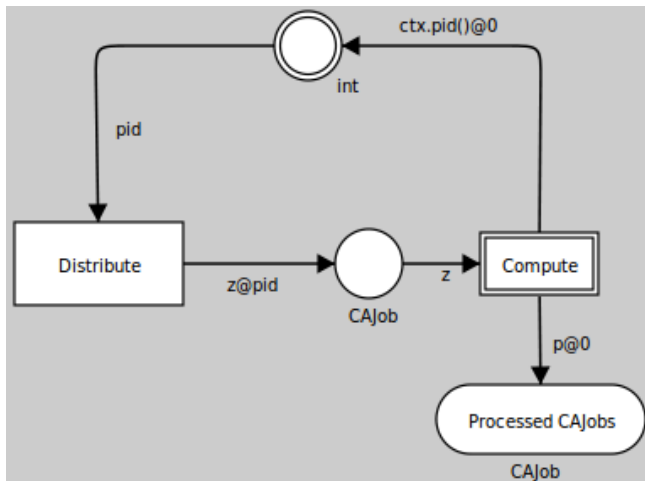 ctx.pid()@0
int
pid
Distribute
z@pid
CAJob
z
Compute
p@0
Processed CAJobs
CAJob